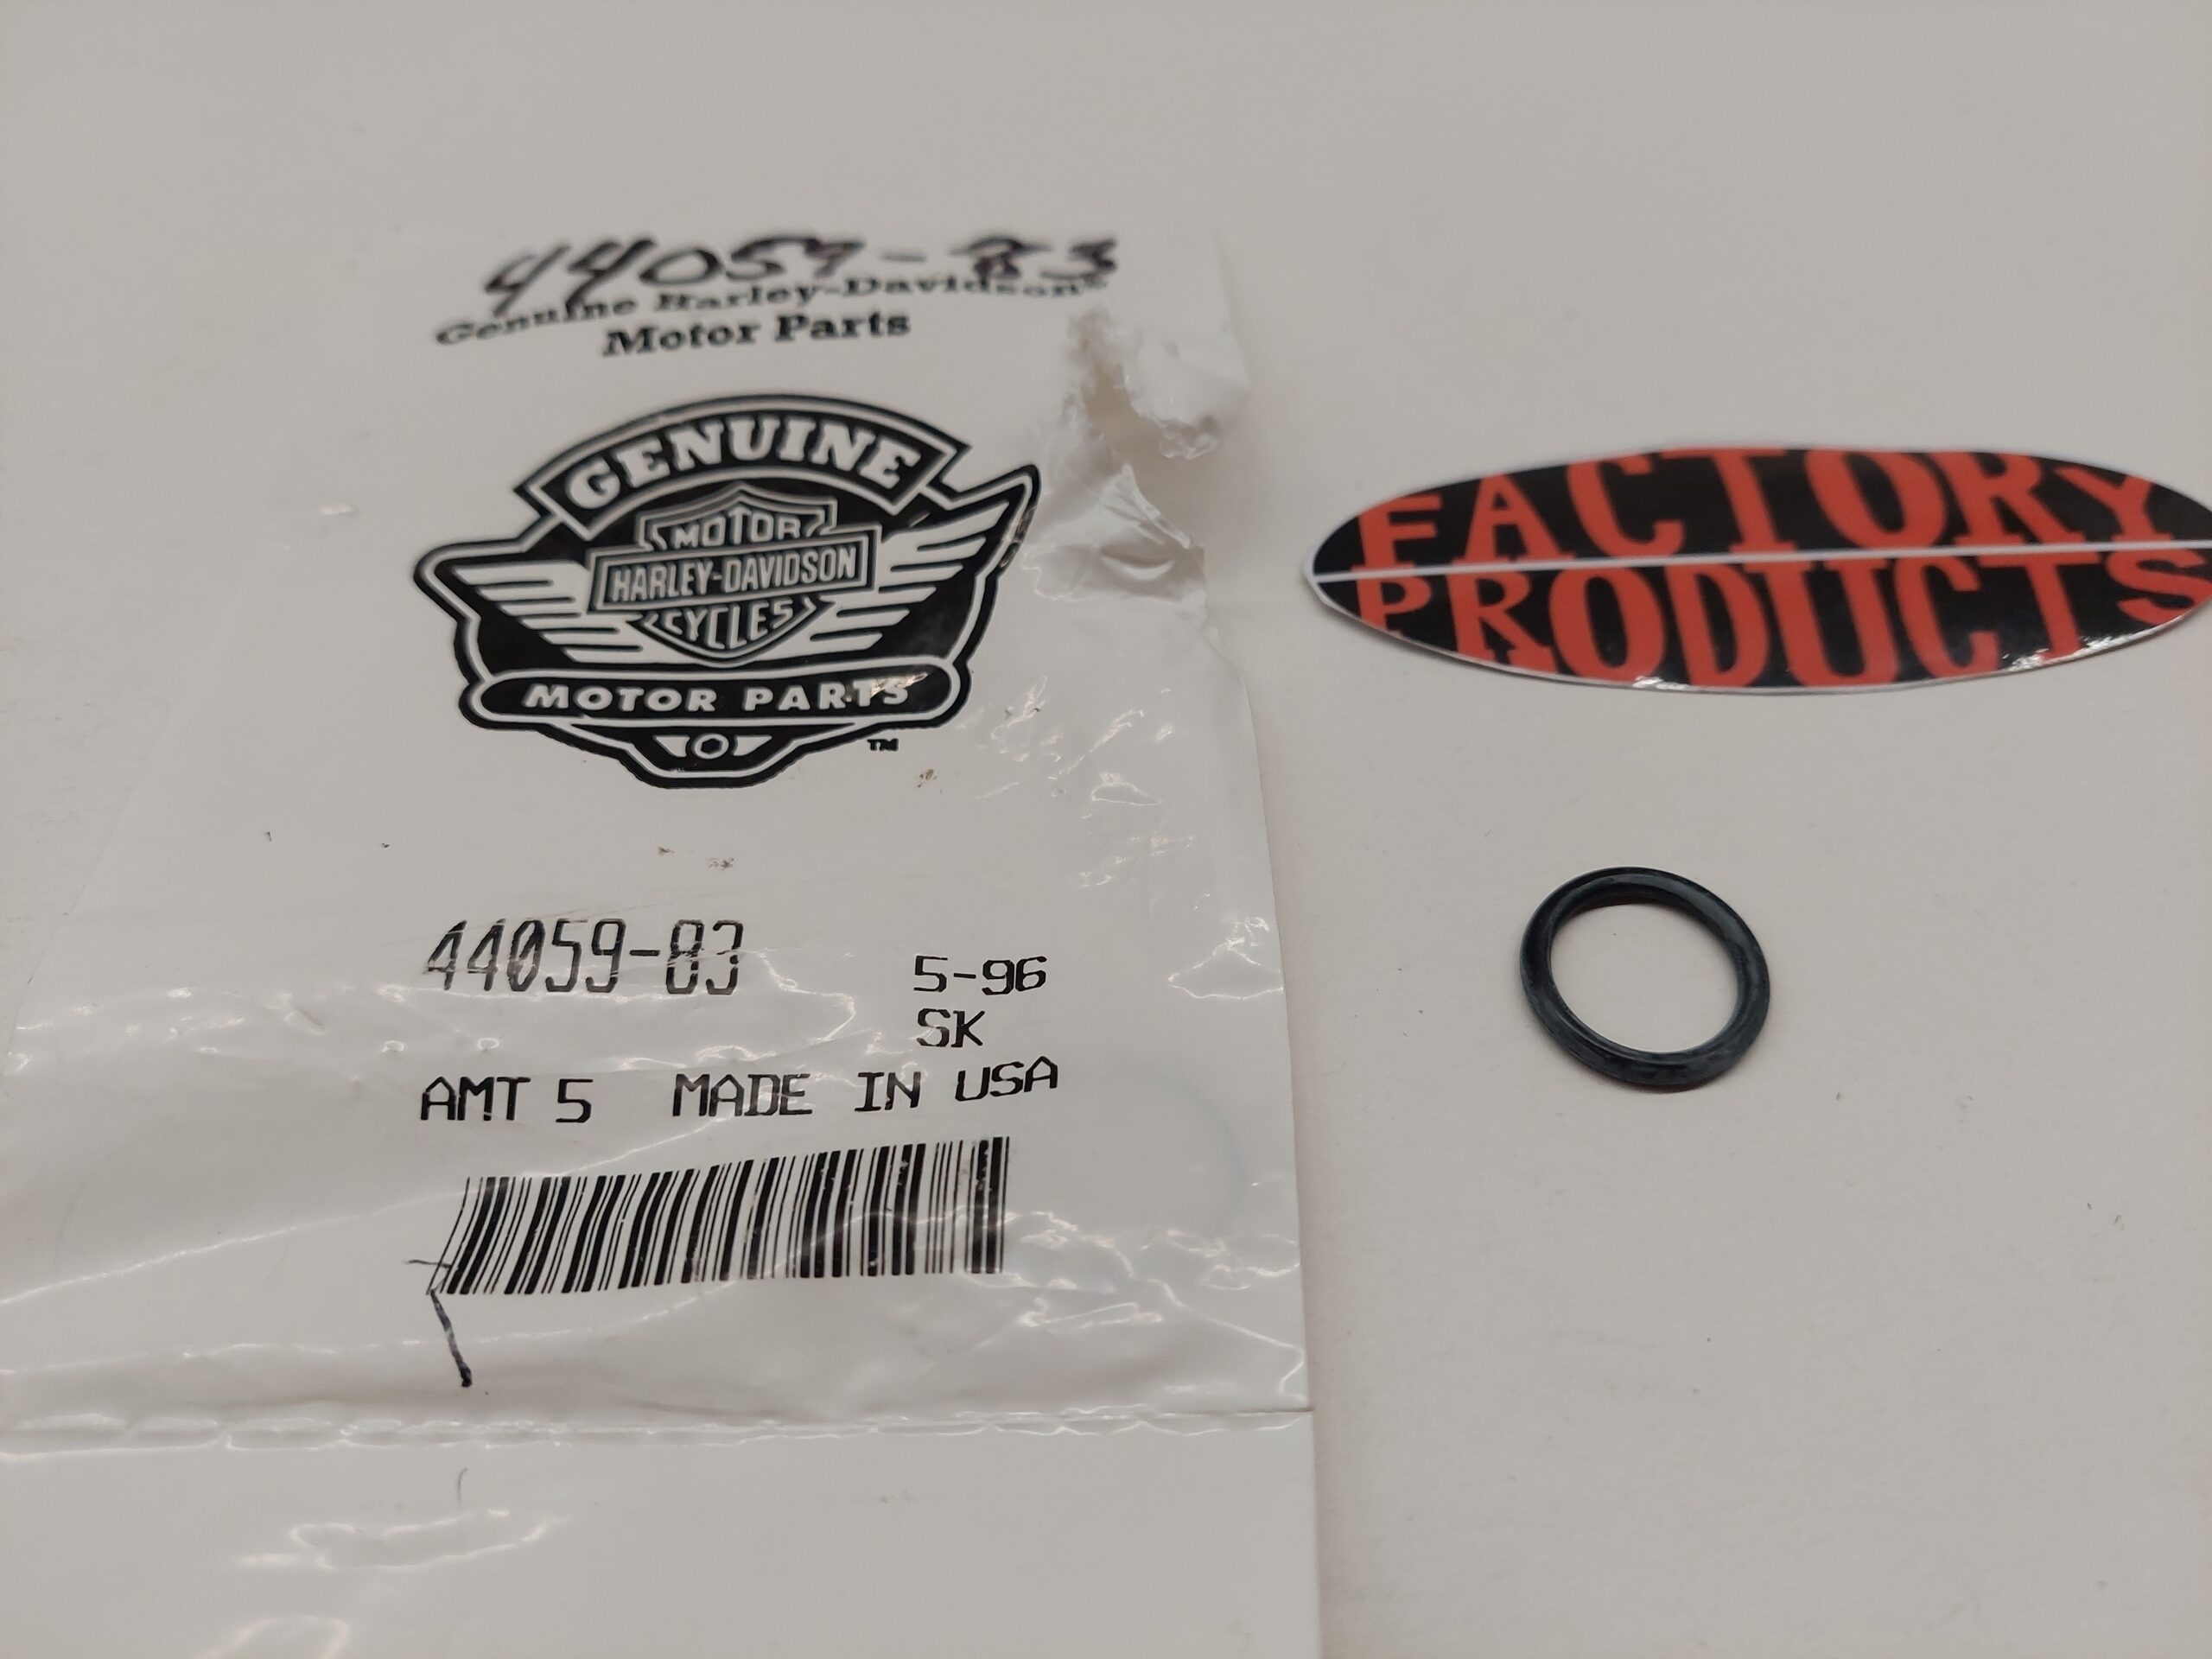 44059-83
Genuine Harley-Davidson®
Motor Parts
GENUINE
MOTOR
HARLEY-DAVIDSON
CYCLES
MOTOR PARTS
TM
44059-83
5-96
SK
AMT 5 MADE IN USA
FACTORY
PRODUCTS